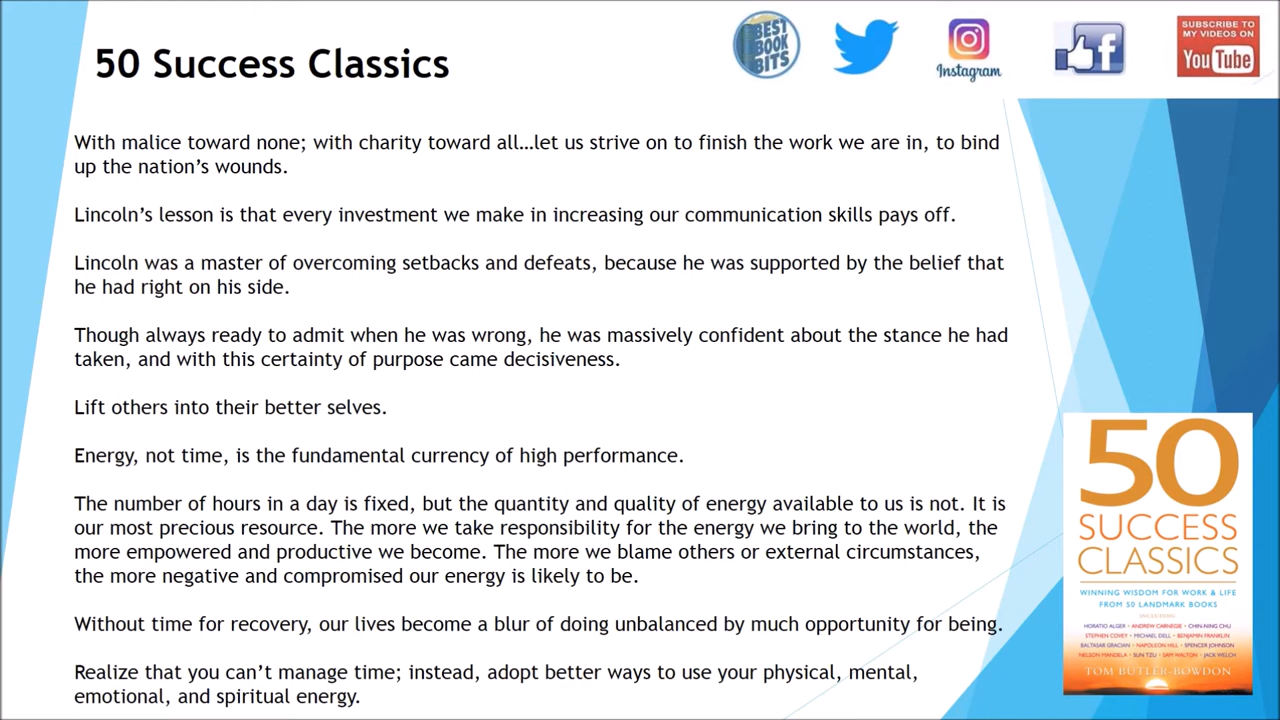 50 Success Classics
BEST
BOOK
BITS
Instagram
f
SUBSCRIBE TO
MY VIDEOS ON
YouTube
With malice toward none; with charity toward all…let us strive on to finish the work we are in, to bind
up the nation’s wounds.
Lincoln’s lesson is that every investment we make in increasing our communication skills pays off.
Lincoln was a master of overcoming setbacks and defeats, because he was supported by the belief that
he had right on his side.
Though always ready to admit when he was wrong, he was massively confident about the stance he had
taken, and with this certainty of purpose came decisiveness.
Lift others into their better selves.
Energy, not time, is the fundamental currency of high performance.
The number of hours in a day is fixed, but the quantity and quality of energy available to us is not. It is
our most precious resource. The more we take responsibility for the energy we bring to the world, the
more empowered and productive we become. The more we blame others or external circumstances,
the more negative and compromised our energy is likely to be.
Without time for recovery, our lives become a blur of doing unbalanced by much opportunity for being.
Realize that you can’t manage time; instead, adopt better ways to use your physical, mental,
emotional, and spiritual energy.
50
SUCCESS
CLASSICS
WINNING WISDOM FOR WORK & LIFE
FROM 50 LANDMARK BOOKS
INCLUDING
HORATIO ALGER • ANDREW CARNEGIE • CHIN-NING CHU
STEPHEN COVEY • MICHAEL DELL • BENJAMIN FRANKLIN
BALTASAR GRACIAN • NAPOLEON HILL • SPENCER JOHNSON
NELSON MANDELA • SUN TZU • SAM WALTON • JACK WELCH
TOM BUTLER-BOWDON